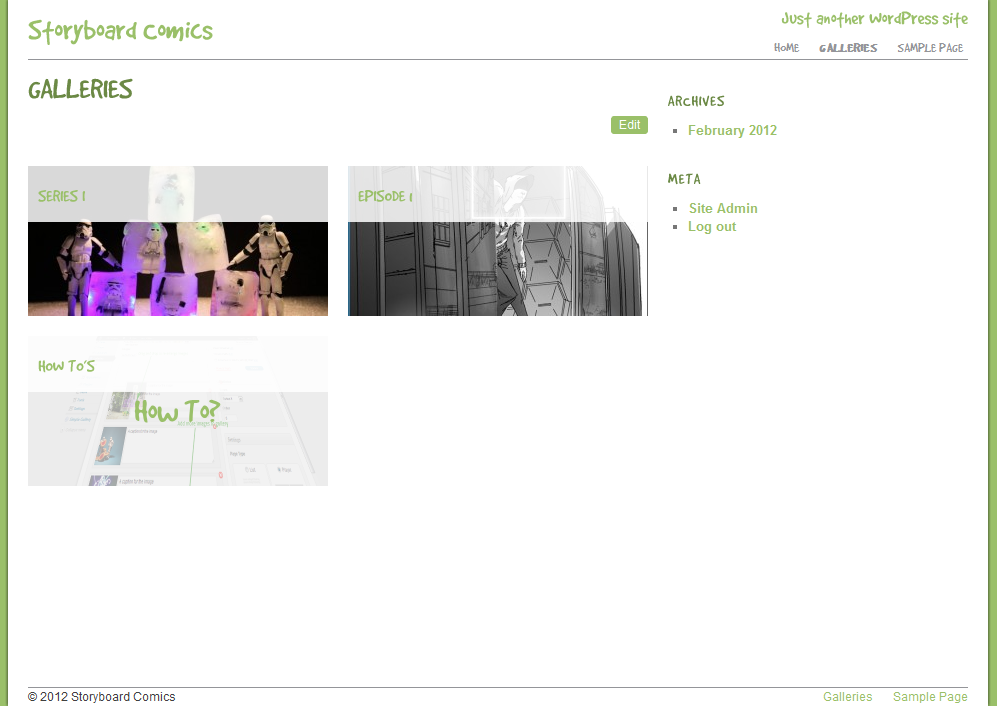 Storyboard Comics
Just another WordPress site
HOME GALLERIES SAMPLE PAGE
GALLERIES
Edit
SERIES 1
EPISODE 1
HOW TO'S
How To?
ARCHIVES
February 2012
META
Site Admin
Log out
© 2012 Storyboard Comics
Galleries Sample Page